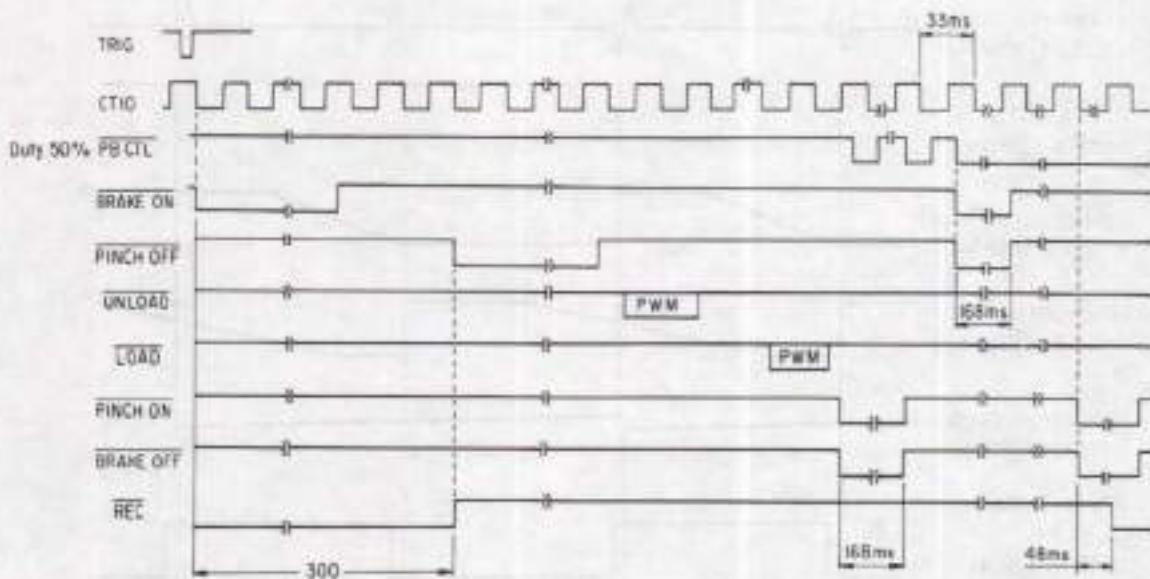 33ms
TRIG
CT10
Duty 50% PB CTL
BRAKE ON
PINCH OFF
UNLOAD
PWM
168ms
LOAD
PWM
PINCH ON
BRAKE OFF
REC
168ms
48ms
300